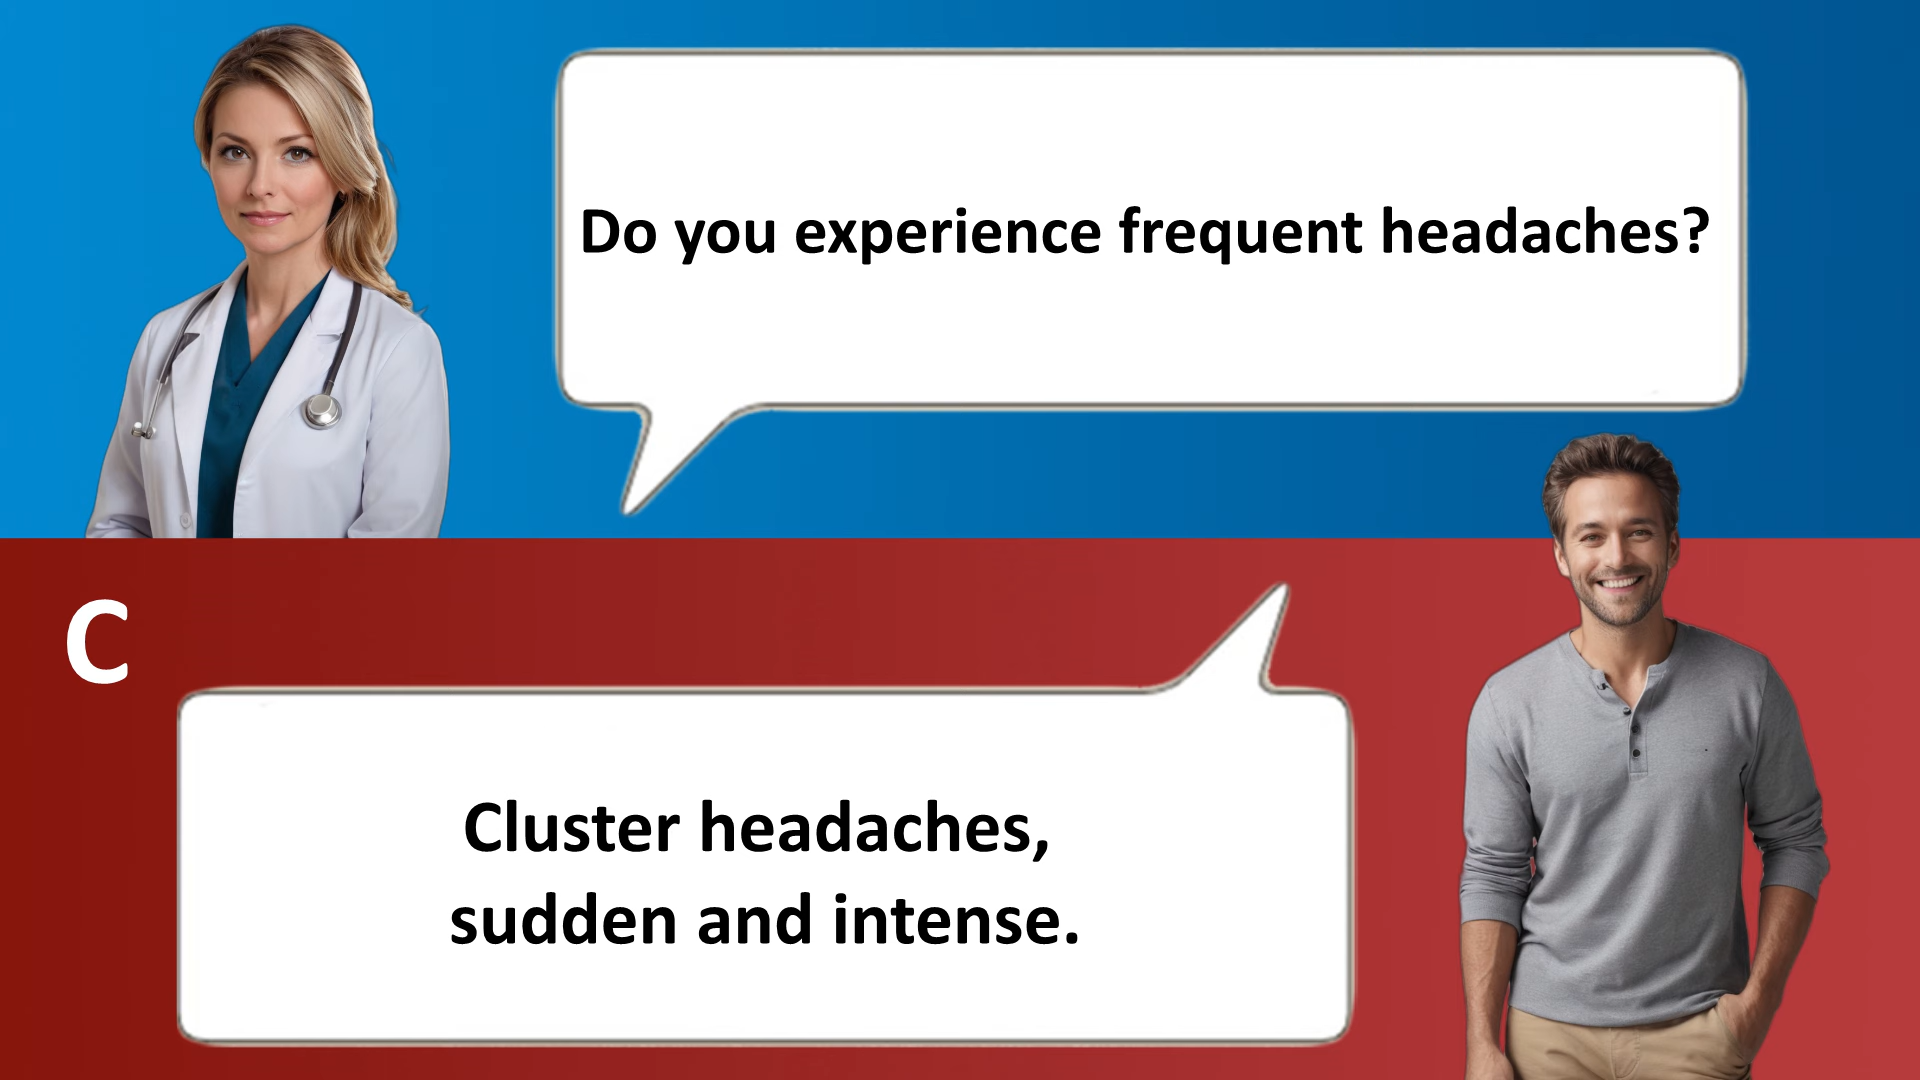 Do you experience frequent headaches?
C
Cluster headaches,
sudden and intense.